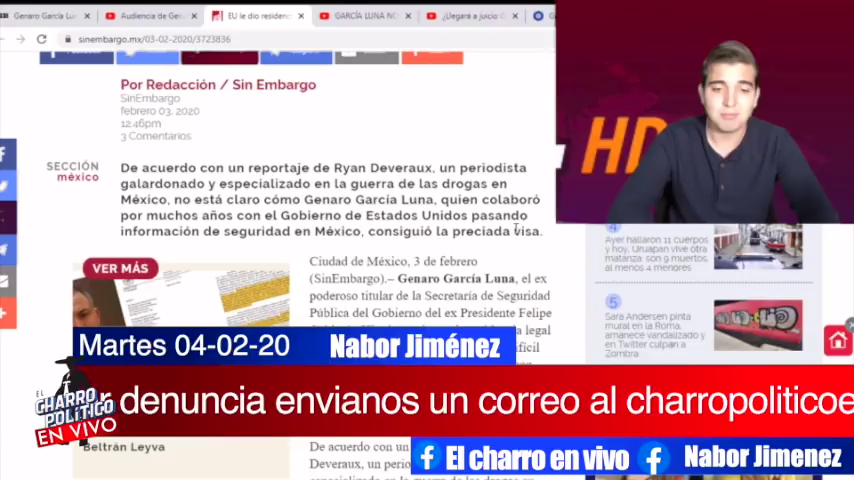 Genaro García Lu
Audiencia de Gen
EU le dio residenc
GARCÍA LUNA NO
¿Llegará a juicio G
sinembargo.mx/03-02-2020/3723836
Por Redacción / Sin Embargo
SinEmbargo
febrero 03, 2020
12:46pm
3 Comentarios
SECCIÓN
méxico
De acuerdo con un reportaje de Ryan Deveraux, un periodista
galardonado y especializado en la guerra de las drogas en
México, no está claro cómo Genaro García Luna, quien colaboró
por muchos años con el Gobierno de Estados Unidos pasando
información de seguridad en México, consiguió la preciada visa.
VER MÁS
Ciudad de México, 3 de febrero
(SinEmbargo).– Genaro García Luna, el ex
poderoso titular de la Secretaría de Seguridad
Pública del Gobierno del ex Presidente Felipe
legal
ifícil
Beltrán Leyva
De acuerdo con un
Deveraux, un perio
HD
4
Ayer hallaron 11 cuerpos
y hoy, Uruapan vive otra
matanza: son 9 muertos,
al menos 4 menores
5
Sara Andersen pinta
mural en la Roma,
amanece vandalizado y
en Twitter culpan a
Zombra
Martes 04-02-20
Nabor Jiménez
r denuncia envianos un correo al charropoliticoe
EL
CHARRO
POLÍTICO
EN VIVO
El charro en vivo
Nabor Jimenez